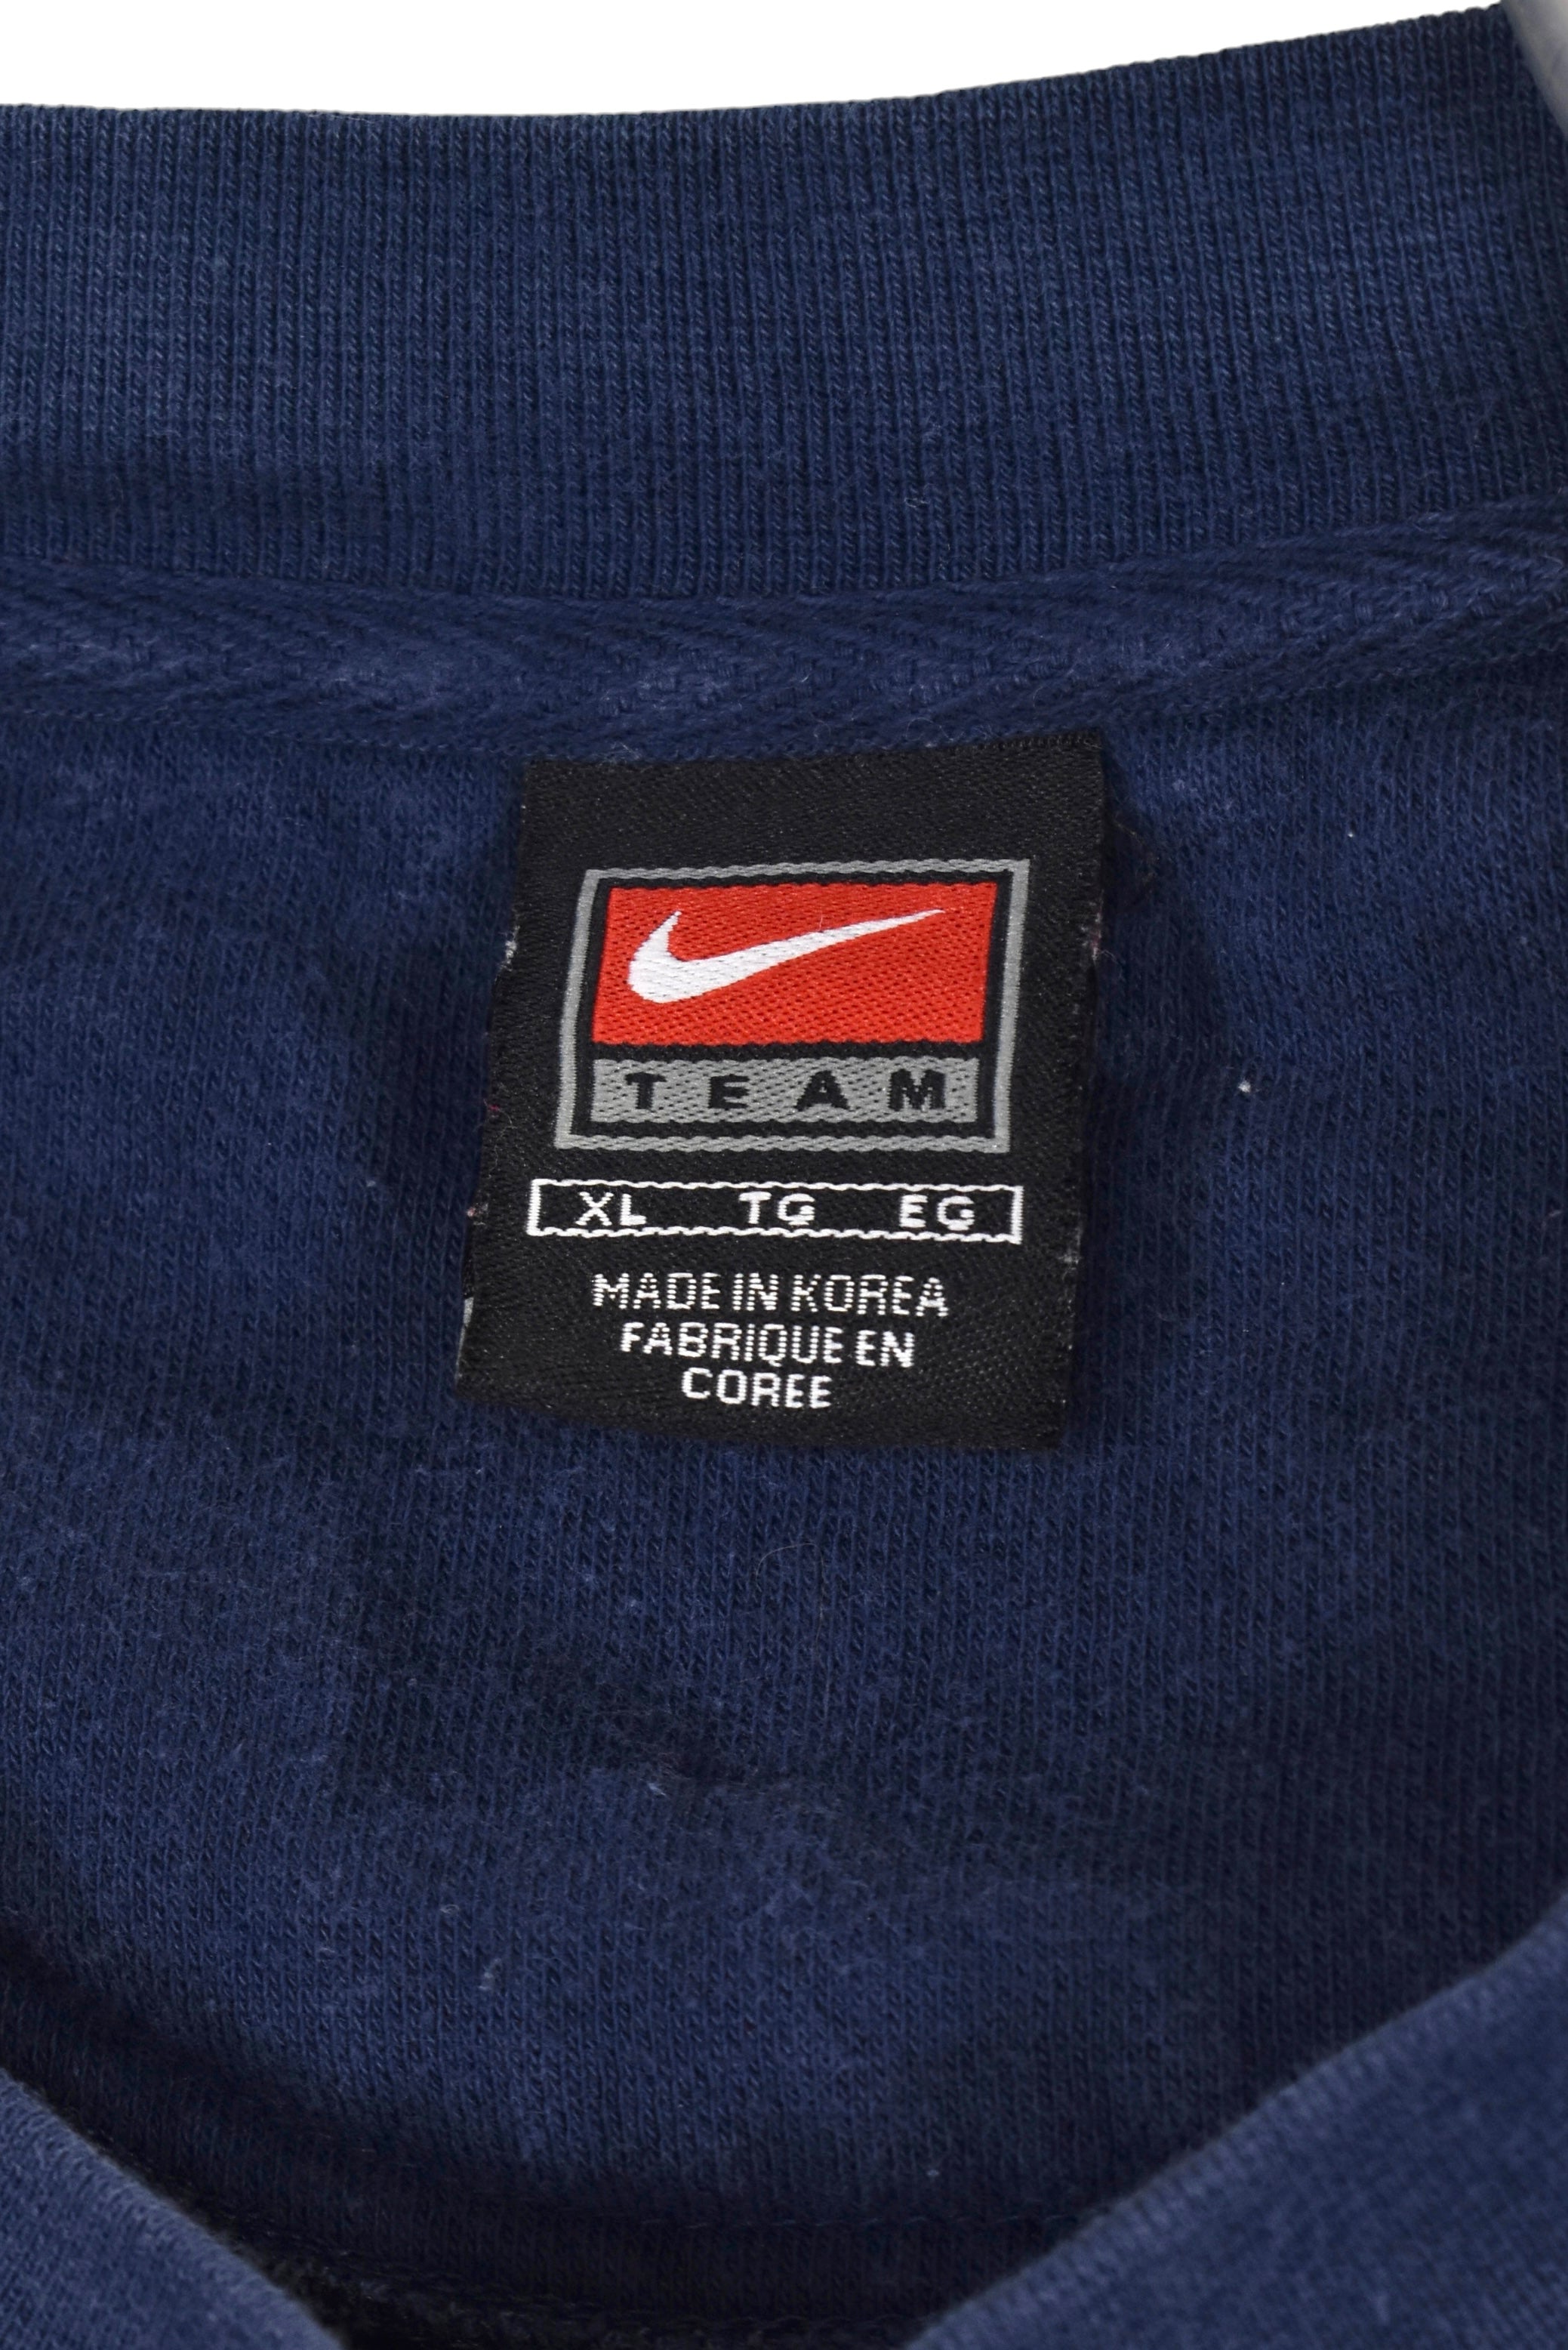 TEAM
XL TG EG
MADE IN KOREA
FABRIQUE EN
COREE